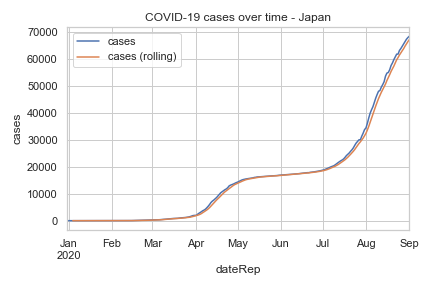 COVID-19 cases over time - Japan
cases
cases (rolling)
70000
60000
50000
40000
30000
20000
10000
0
cases
Jan Feb Mar Apr May Jun Jul Aug Sep
2020
dateRep